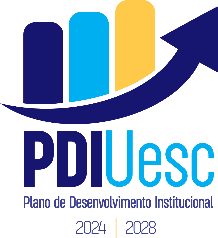 PDIUesc
Plano de Desenvolvimento Institucional
2024 | 2028